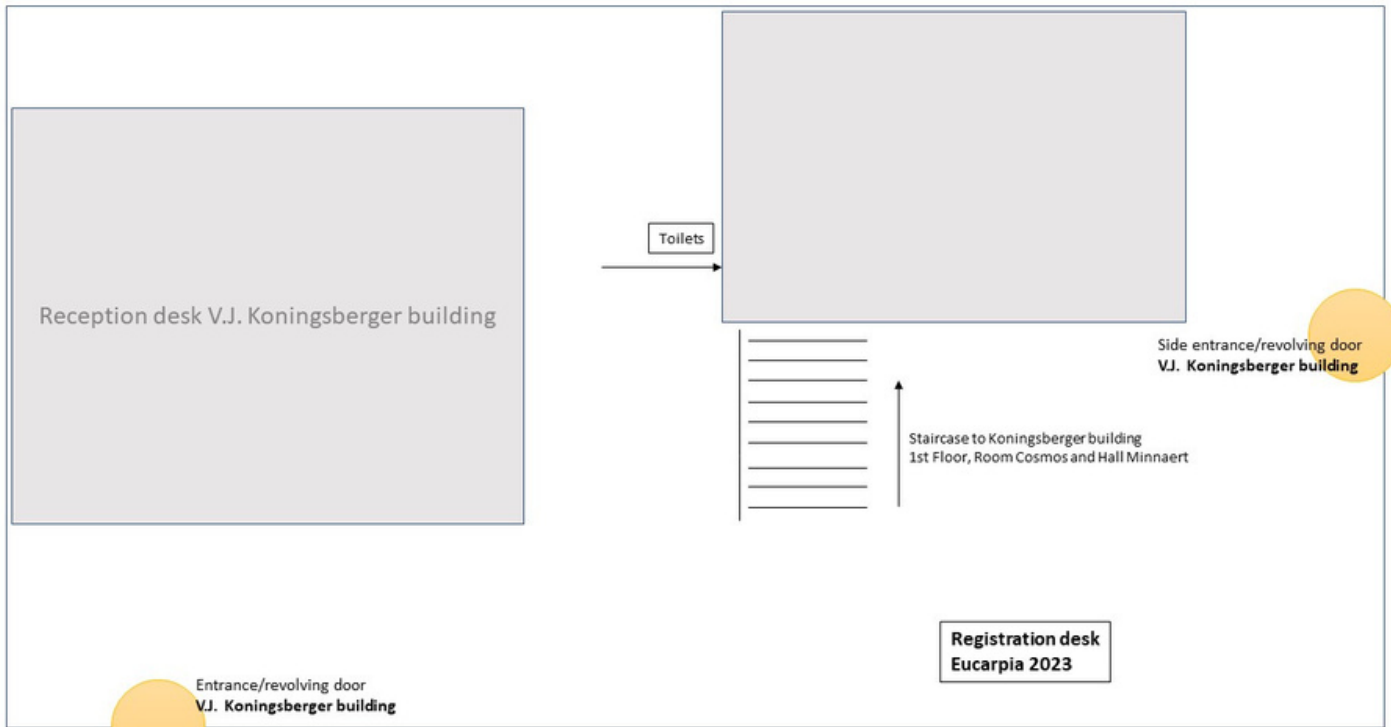 Toilets
Reception desk V.J. Koningsberger building
Side entrance/revolving door
V.J. Koningsberger building
Staircase to Koningsberger building
1st Floor, Room Cosmos and Hall Minnaert
Registration desk
Eucarpia 2023
Entrance/revolving door
V.J. Koningsberger building